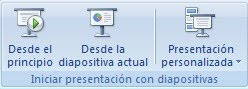 Desde el
principio
Desde la
diapositiva actual
Presentación
personalizada
Iniciar presentación con diapositivas